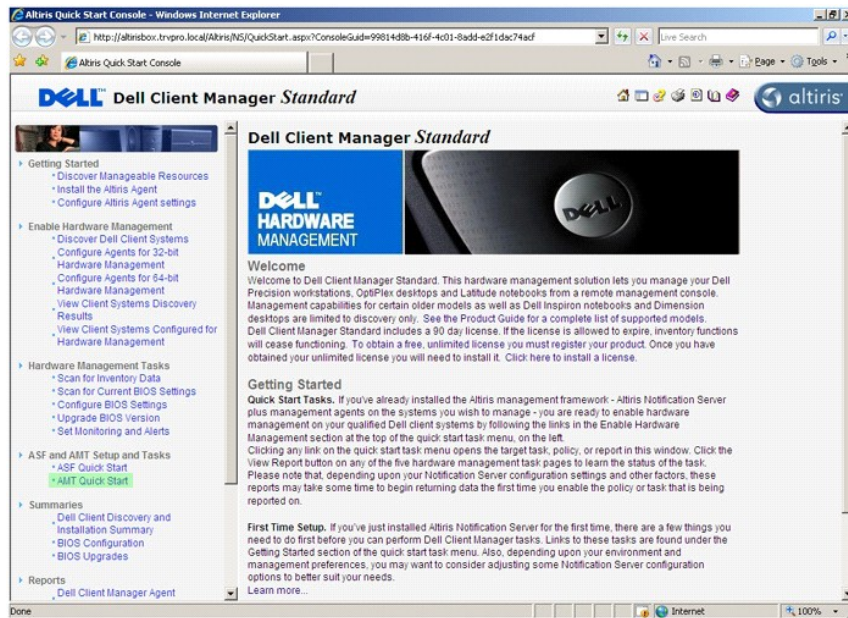 Altiris Quick Start Console - Windows Internet Explorer
http://altirisbox.trvpro.local/Altiris/NS/QuickStart.aspx?ConsoleGuid=99814d8b-416f-4c01-8add-e2f1dac74acf
Live Search
Altiris Quick Start Console
Page
Tools
DELL™ Dell Client Manager Standard
altiris
Getting Started
Discover Manageable Resources
Install the Altiris Agent
Configure Altiris Agent settings
Enable Hardware Management
Discover Dell Client Systems
Configure Agents for 32-bit
Hardware Management
Configure Agents for 64-bit
Hardware Management
View Client Systems Discovery
Results
View Client Systems Configured for
Hardware Management
Hardware Management Tasks
Scan for Inventory Data
Scan for Current BIOS Settings
Configure BIOS Settings
Upgrade BIOS Version
Set Monitoring and Alerts
ASF and AMT Setup and Tasks
ASF Quick Start
AMT Quick Start
Summaries
Dell Client Discovery and
Installation Summary
BIOS Configuration
BIOS Upgrades
Reports
Dell Client Manager Agent
Dell Client Manager Standard
DELL™
HARDWARE
MANAGEMENT
DELL
Welcome
Welcome to Dell Client Manager Standard. This hardware management solution lets you manage your Dell
Precision workstations, OptiPlex desktops and Latitude notebooks from a remote management console.
Management capabilities for certain older models as well as Dell Inspiron notebooks and Dimension
desktops are limited to discovery only. See the Product Guide for a complete list of supported models.
Dell Client Manager Standard includes a 90 day license. If the license is allowed to expire, inventory functions
will cease functioning. To obtain a free, unlimited license you must register your product. Once you have
obtained your unlimited license you will need to install it. Click here to install a license.
Getting Started
Quick Start Tasks. If you've already installed the Altiris management framework - Altiris Notification Server
plus management agents on the systems you wish to manage - you are ready to enable hardware
management on your qualified Dell client systems by following the links in the Enable Hardware
Management section at the top of the quick start task menu, on the left.
Clicking any link on the quick start task menu opens the target task, policy, or report in this window. Click the
View Report button on any of the five hardware management task pages to learn the status of the task.
Please note that, depending upon your Notification Server configuration settings and other factors, these
reports may take some time to begin returning data the first time you enable the policy or task that is being
reported on.
First Time Setup. If you've just installed Altiris Notification Server for the first time, there are a few things you
need to do first before you can perform Dell Client Manager tasks. Links to these tasks are found under the
Getting Started section of the quick start task menu. Also, depending upon your environment and
management preferences, you may want to consider adjusting some Notification Server configuration
options to better suit your needs.
Learn more...
Done
Internet
100%